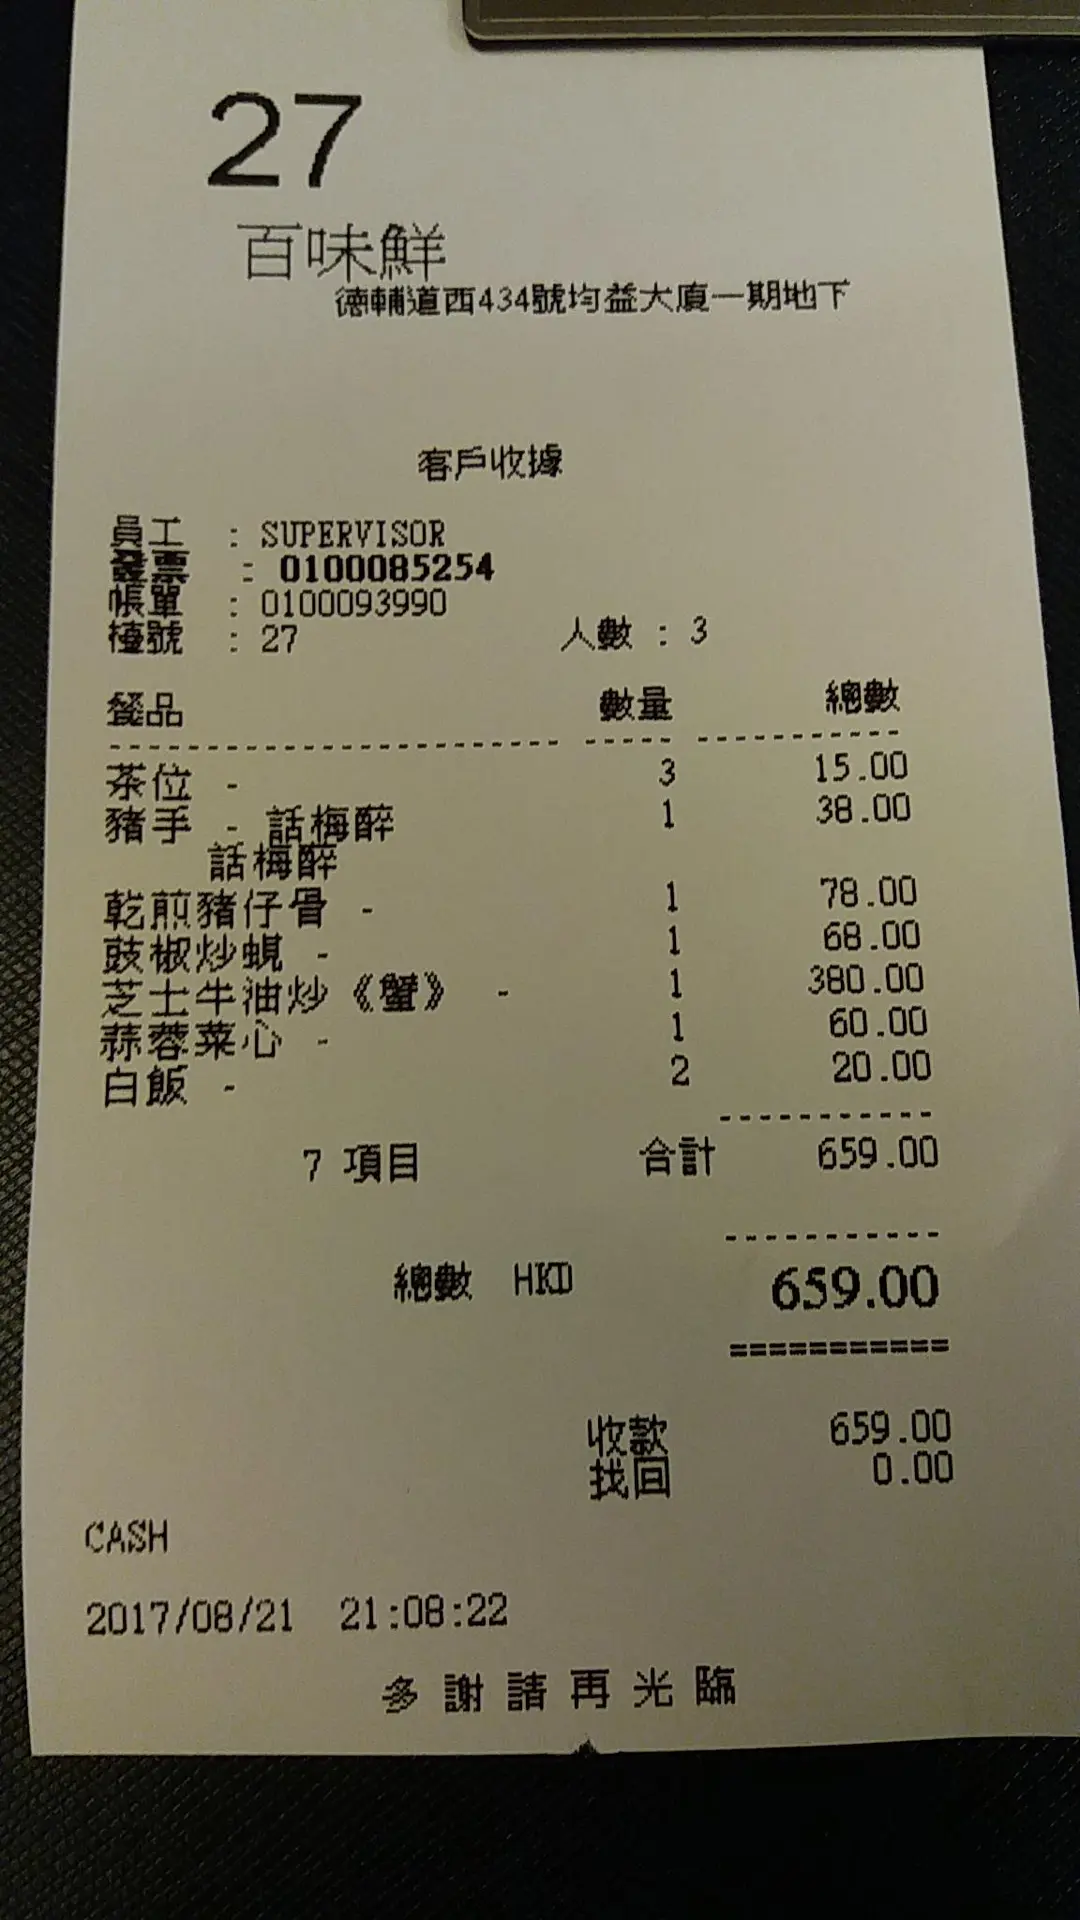 27
百味鮮
德輔道西434號均益大廈一期地下
客戶收據
員工 : SUPERVISOR
發票 : 0100085254
帳單 : 0100093990
檯號 : 27 人數 : 3
餐品 數量 總數
茶位 - 3 15.00
豬手 - 話梅醉 1 38.00
話梅醉
乾煎豬仔骨 - 1 78.00
豉椒炒蜆 - 1 68.00
芝士牛油炒《蟹》 - 1 380.00
蒜蓉菜心 - 1 60.00
白飯 - 2 20.00
7 項目 合計 659.00
總數 HKD 659.00
收款 659.00
找回 0.00
CASH
2017/08/21 21:08:22
多謝請再光臨